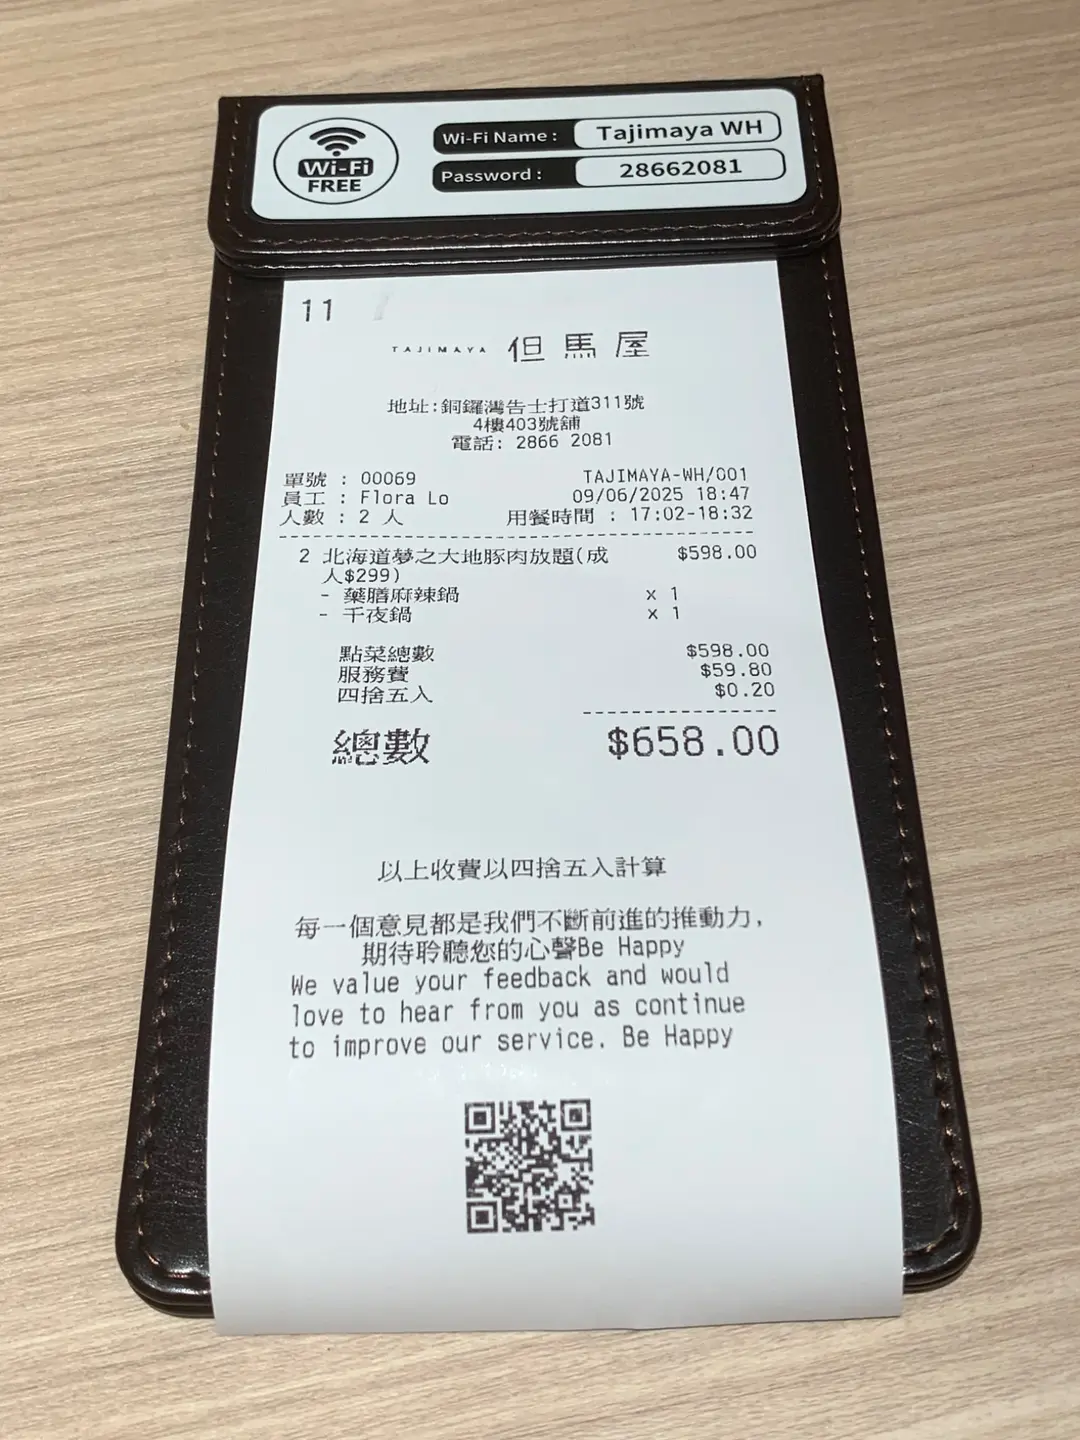 Wi-Fi
FREE
Wi-Fi Name : Tajimaya WH
Password : 28662081
11
TAJIMAYA 但馬屋
地址:銅鑼灣告士打道311號
4樓403號舖
電話: 2866 2081
單號 : 00069 TAJIMAYA-WH/001
員工 : Flora Lo 09/06/2025 18:47
人數 : 2 人 用餐時間 : 17:02-18:32
2 北海道夢之大地豚肉放題(成 $598.00
人$299)
- 藥膳麻辣鍋 x 1
- 千夜鍋 x 1
點菜總數 $598.00
服務費 $59.80
四捨五入 $0.20
總數 $658.00
以上收費以四捨五入計算
每一個意見都是我們不斷前進的推動力,
期待聆聽您的心聲Be Happy
We value your feedback and would
love to hear from you as continue
to improve our service. Be Happy